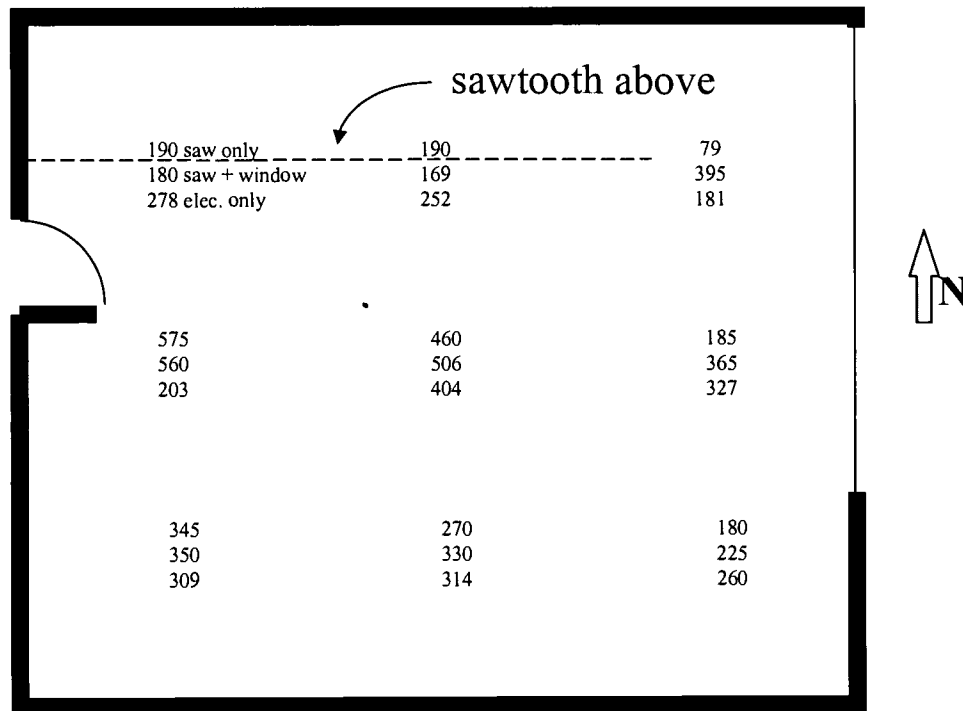 sawtooth above
190 saw only 190 79
180 saw + window 169 395
278 elec. only 252 181
N
575 460 185
560 506 365
203 404 327
345 270 180
350 330 225
309 314 260